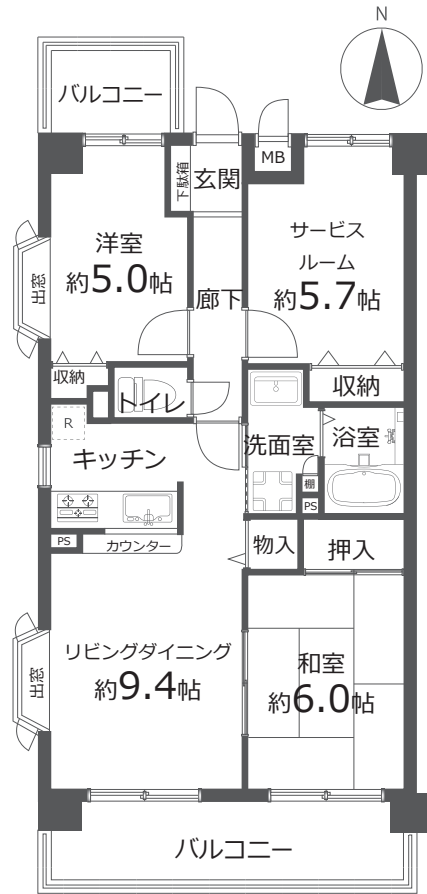 N
バルコニー
MB
下駄箱
玄関
洋室
約5.0帖
サービス
ルーム
約5.7帖
出窓
廊下
収納
トイレ
収納
R
キッチン
洗面室
浴室
棚
PS
PS
カウンター
物入
押入
リビングダイニング
約9.4帖
和室
約6.0帖
出窓
バルコニー